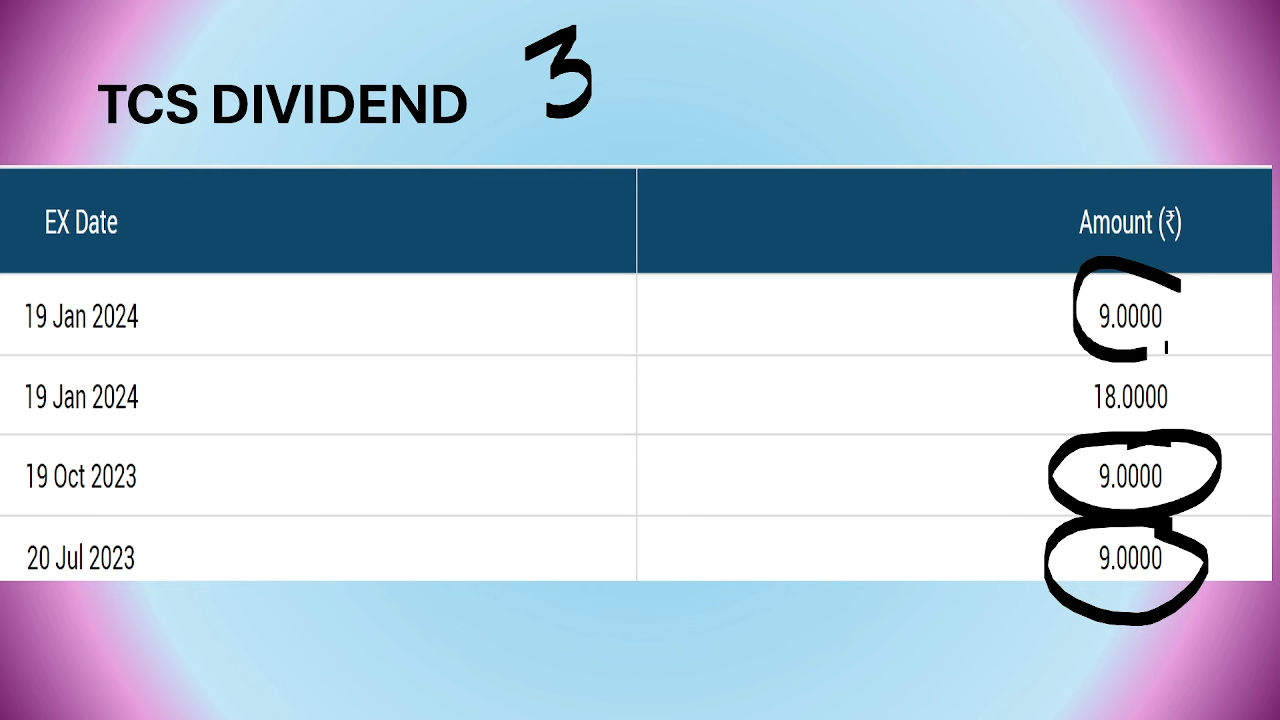 TCS DIVIDEND 3
EX Date Amount (₹)
19 Jan 2024 9.0000
19 Jan 2024 18.0000
19 Oct 2023 9.0000
20 Jul 2023 9.0000